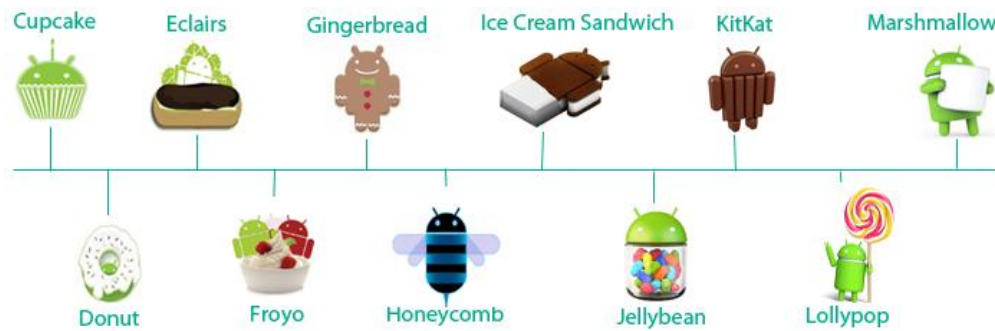 Cupcake
Eclairs
Gingerbread
Ice Cream Sandwich
KitKat
Marshmallow
Donut
Froyo
Honeycomb
Jellybean
Lollypop